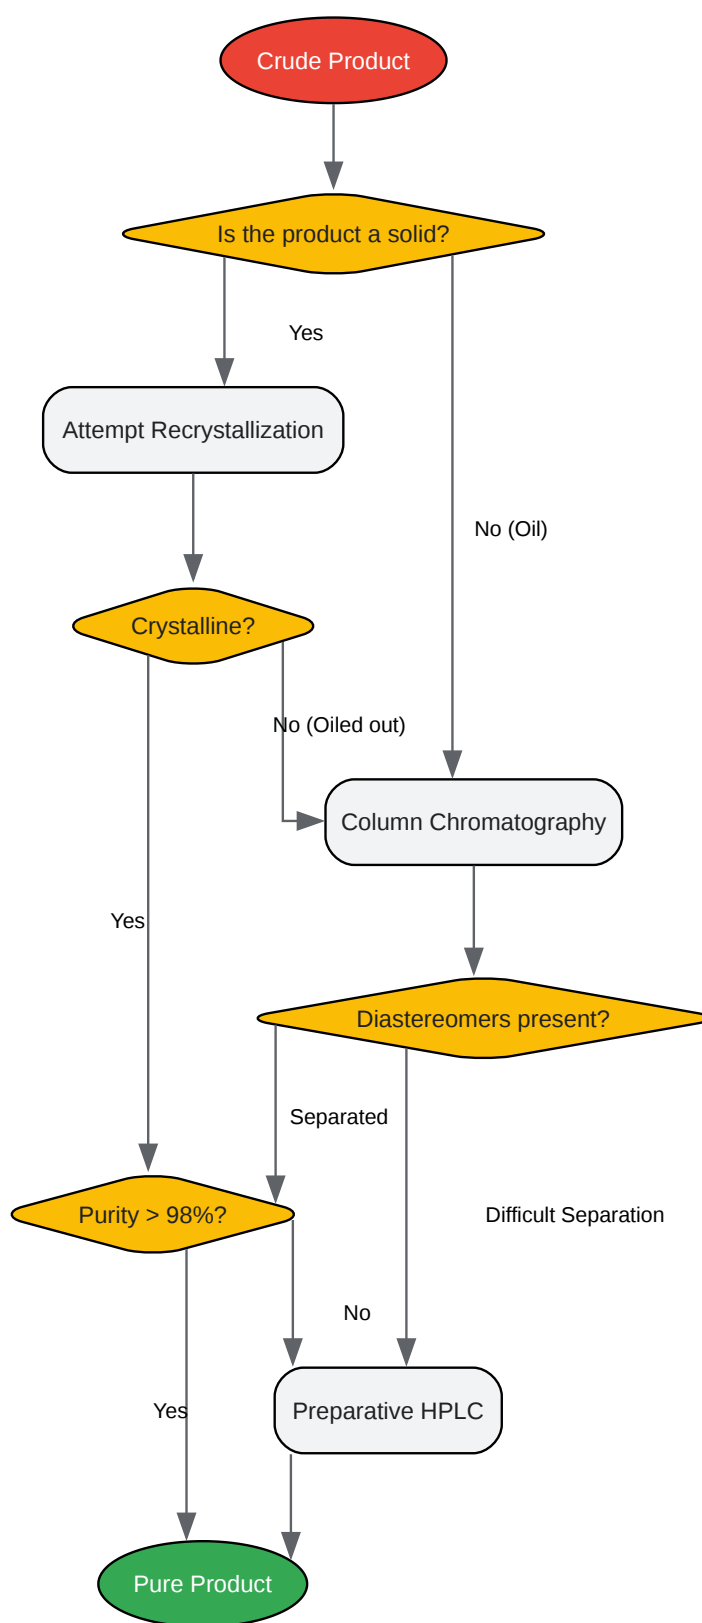 Crude Product
Is the product a solid?
Yes
Attempt Recrystallization
No (Oil)
Crystalline?
No (Oiled out)
Column Chromatography
Yes
Diastereomers present?
Separated
Purity > 98%?
Difficult Separation
No
Preparative HPLC
Yes
Pure Product